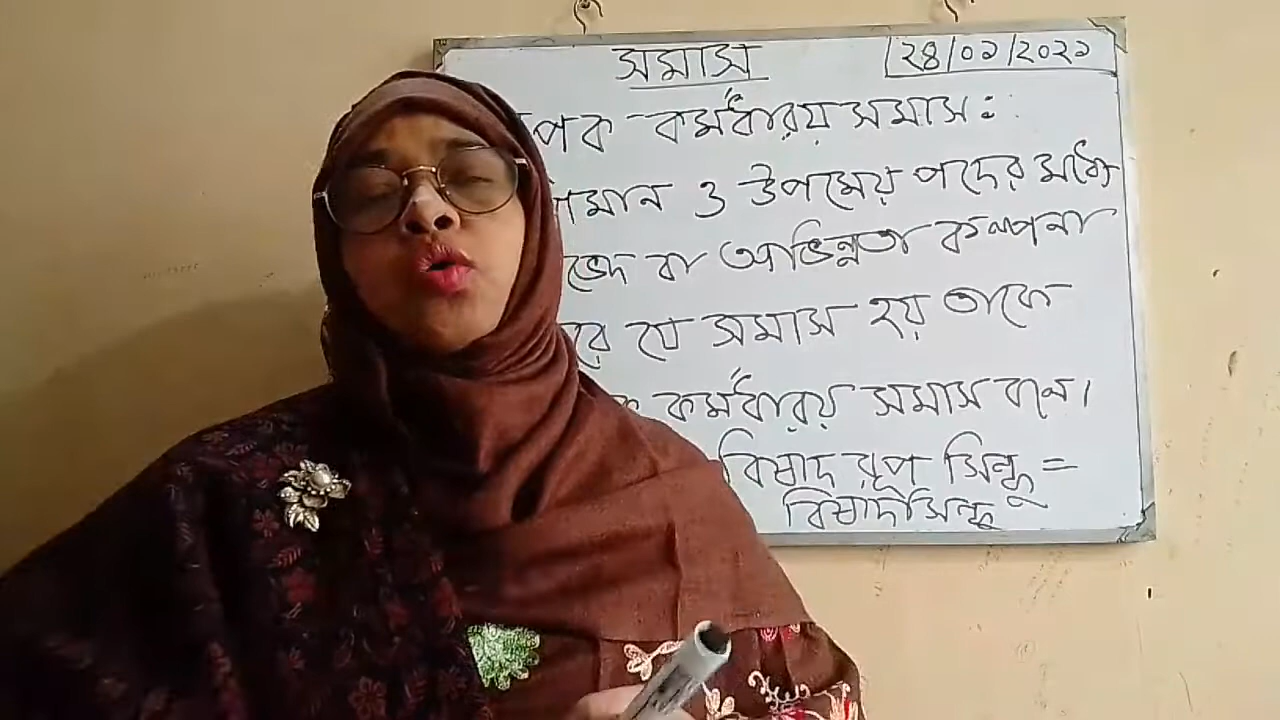 সমাস
২৪/০১/২০২১
পক কর্মধারয় সমাস:
মান ও উপমেয় পদের মধ্যে
ভেদ বা অভিন্নতা কল্পনা
রে যে সমাস হয় তাকে
কর্মধারয় সমাস বলে।
বিষাদ রূপ সিন্ধু =
বিষাদসিন্ধু